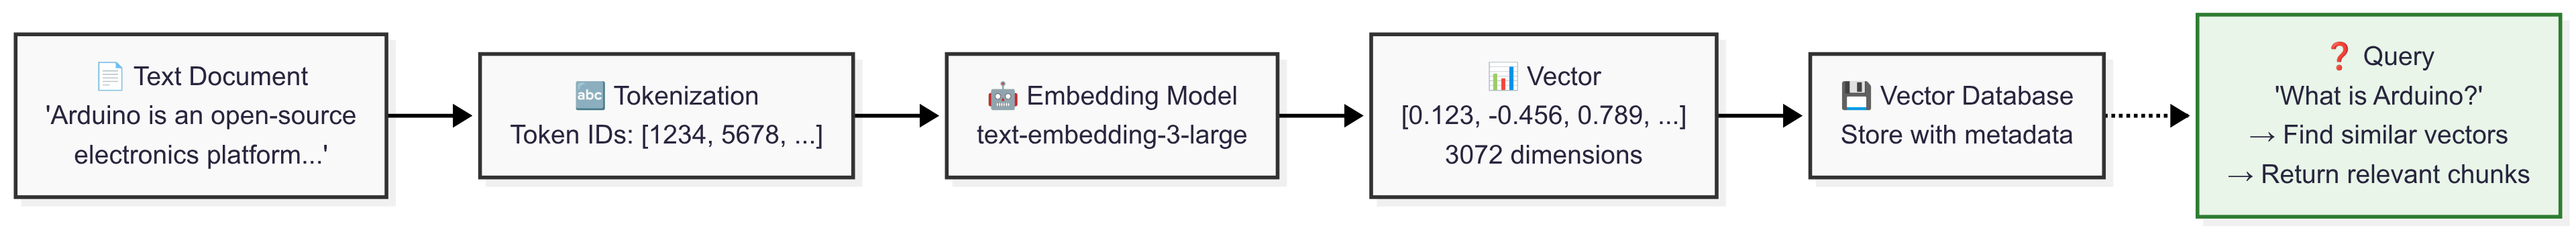 Text Document
'Arduino is an open-source
electronics platform...'
abc Tokenization
Token IDs: [1234, 5678, ...]
Embedding Model
text-embedding-3-large
Vector
[0.123, -0.456, 0.789, ...]
3072 dimensions
Vector Database
Store with metadata
❓ Query
'What is Arduino?'
→ Find similar vectors
→ Return relevant chunks